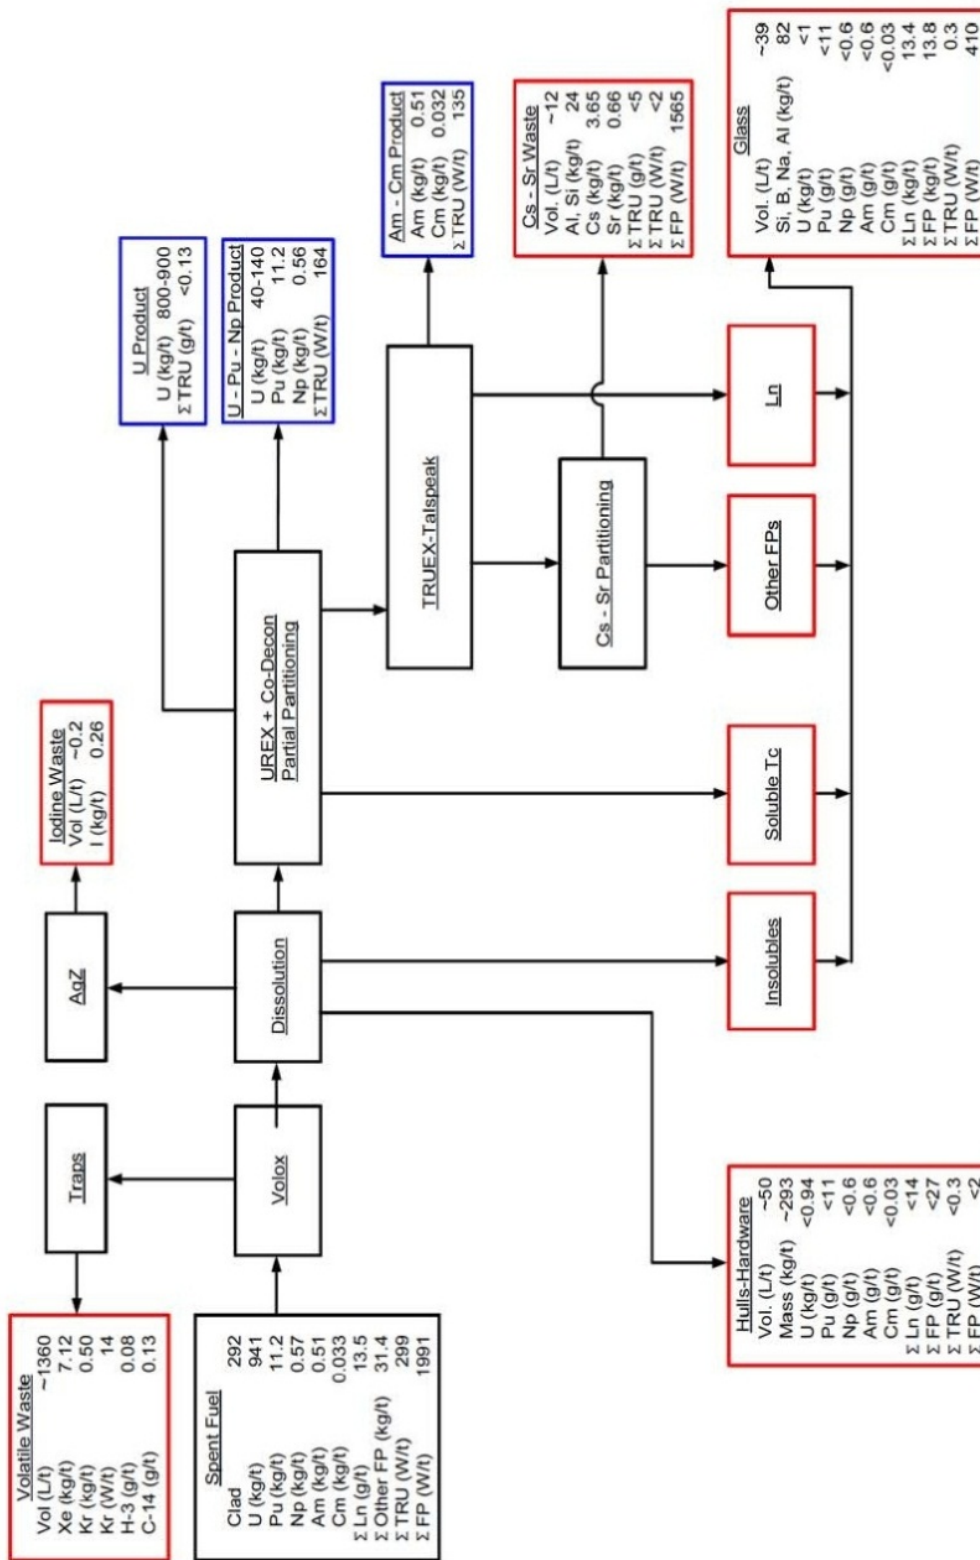 Volatile Waste
Vol (L/t) ~1360
Xe (kg/t) 7.12
Kr (kg/t) 0.50
Kr (W/t) 14
H-3 (g/t) 0.08
C-14 (g/t) 0.13
Traps
AgZ
Iodine Waste
Vol (L/t) ~0.2
I (kg/t) 0.26
U Product
U (kg/t) 800-900
ΣTRU (g/t) <0.13
Spent Fuel
Clad 292
U (kg/t) 941
Pu (kg/t) 11.2
Np (kg/t) 0.57
Am (kg/t) 0.51
Cm (kg/t) 0.033
Σ Ln (g/t) 13.5
Σ Other FP (kg/t) 31.4
Σ TRU (W/t) 299
Σ FP (W/t) 1991
Volox
Dissolution
UREX + Co-Decon
Partial Partitioning
U - Pu - Np Product
U (kg/t) 40-140
Pu (kg/t) 11.2
Np (kg/t) 0.56
ΣTRU (W/t) 164
TRUEX-Talspeak
Am - Cm Product
Am (kg/t) 0.51
Cm (kg/t) 0.032
ΣTRU (W/t) 135
Cs - Sr Partitioning
Cs - Sr Waste
Vol. (L/t) ~12
Al, Si (kg/t) 24
Cs (kg/t) 3.65
Sr (kg/t) 0.66
ΣTRU (g/t) <5
ΣTRU (W/t) <2
Σ FP (W/t) 1565
Hulls-Hardware
Vol. (L/t) ~50
Mass (kg/t) ~293
U (kg/t) <0.94
Pu (g/t) <11
Np (g/t) <0.6
Am (g/t) <0.6
Cm (g/t) <0.03
Σ Ln (g/t) <14
Σ FP (g/t) <27
Σ TRU (W/t) <0.3
Σ FP (W/t) <2
Insolubles
Soluble Tc
Other FPs
Ln
Glass
Vol. (L/t) ~39
Si, B, Na, Al (kg/t) 82
U (kg/t) <1
Pu (g/t) <11
Np (g/t) <0.6
Am (g/t) <0.6
Cm (g/t) <0.03
Σ Ln (kg/t) 13.4
Σ FP (kg/t) 13.8
Σ TRU (W/t) 0.3
Σ FP (W/t) 410